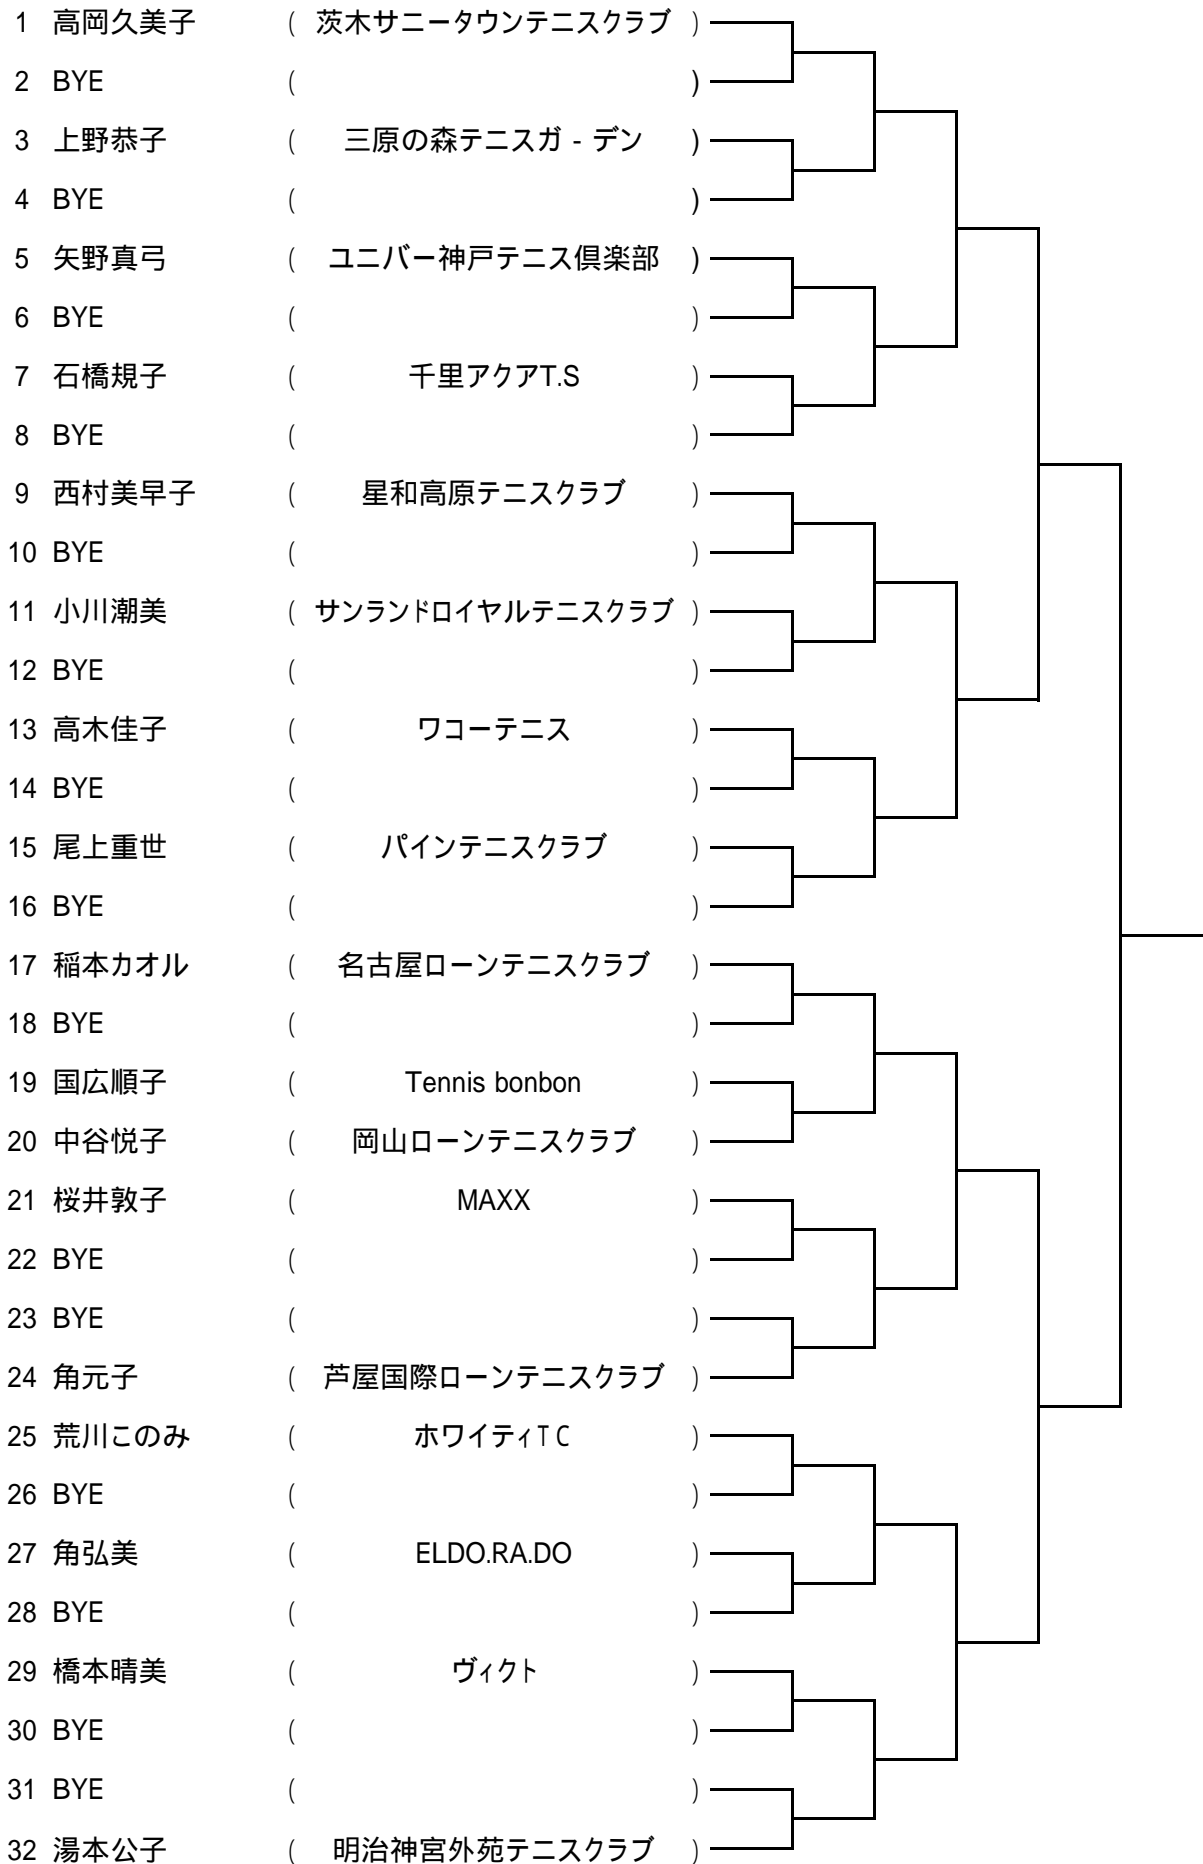 1 高岡久美子 ( 茨木サニータウンテニスクラブ )
2 BYE ( )
3 上野恭子 ( 三原の森テニスガ - デン )
4 BYE ( )
5 矢野真弓 ( ユニバー神戸テニス倶楽部 )
6 BYE ( )
7 石橋規子 ( 千里アクアT.S )
8 BYE ( )
9 西村美早子 ( 星和高原テニスクラブ )
10 BYE ( )
11 小川潮美 ( サンランドロイヤルテニスクラブ )
12 BYE ( )
13 高木佳子 ( ワコーテニス )
14 BYE ( )
15 尾上重世 ( パインテニスクラブ )
16 BYE ( )
17 稲本カオル ( 名古屋ローンテニスクラブ )
18 BYE ( )
19 国広順子 ( Tennis bonbon )
20 中谷悦子 ( 岡山ローンテニスクラブ )
21 桜井敦子 ( MAXX )
22 BYE ( )
23 BYE ( )
24 角元子 ( 芦屋国際ローンテニスクラブ )
25 荒川このみ ( ホワイティT C )
26 BYE ( )
27 角弘美 ( ELDO.RA.DO )
28 BYE ( )
29 橋本晴美 ( ヴィクト )
30 BYE ( )
31 BYE ( )
32 湯本公子 ( 明治神宮外苑テニスクラブ )